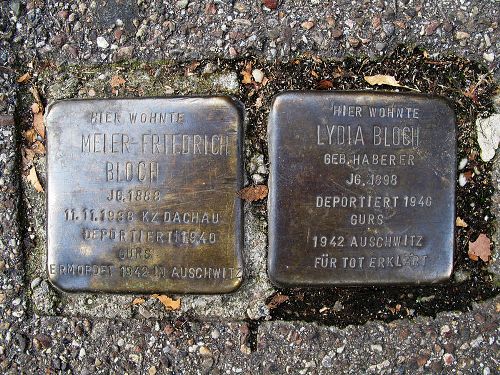 HIER WOHNTE
MEIER-FRIEDRICH
BLOCH
JG. 1888
11.11.1938 KZ DACHAU
DEPORTIERT 1940
GURS
ERMORDET 1942 IN AUSCHWITZ
HIER WOHNTE
LYDIA BLOCH
GEB. HABERER
JG. 1898
DEPORTIERT 1940
GURS
1942 AUSCHWITZ
FÜR TOT ERKLÄRT